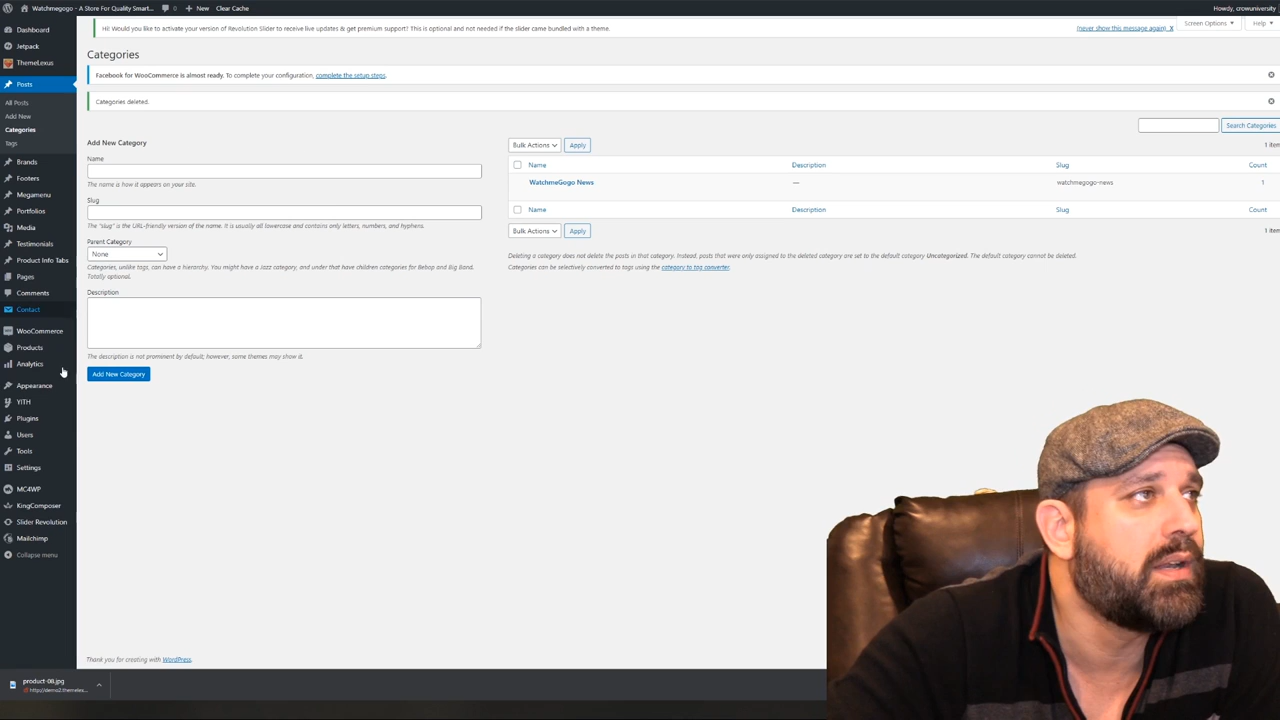 Watchmegogo - A Store For Quality Smart...
0
New
Clear Cache
Howdy, crowuniversity
Hi! Would you like to activate your version of Revolution Slider to receive live updates & get premium support? This is optional and not needed if the slider came bundled with a theme.
(never show this message again) X
Screen Options
Help
Dashboard
Jetpack
ThemeLexus
Posts
All Posts
Add New
Categories
Tags
Brands
Footers
Megamenu
Portfolios
Media
Testimonials
Product Info Tabs
Pages
Comments
Contact
WooCommerce
Products
Analytics
Appearance
YITH
Plugins
Users
Tools
Settings
MC4WP
KingComposer
Slider Revolution
Mailchimp
Collapse menu
Categories
Facebook for WooCommerce is almost ready. To complete your configuration, complete the setup steps.
Categories deleted.
Search Categories
Add New Category
Name
The name is how it appears on your site.
Slug
The "slug" is the URL-friendly version of the name. It is usually all lowercase and contains only letters, numbers, and hyphens.
Parent Category
None
Categories, unlike tags, can have a hierarchy. You might have a Jazz category, and under that have children categories for Bebop and Big Band.
Totally optional.
Description
The description is not prominent by default; however, some themes may show it.
Add New Category
Bulk Actions
Apply
1 item
Name
Description
Slug
Count
WatchmeGogo News
—
watchmegogo-news
1
Name
Description
Slug
Count
Bulk Actions
Apply
1 item
Deleting a category does not delete the posts in that category. Instead, posts that were only assigned to the deleted category are set to the default category Uncategorized. The default category cannot be deleted.
Categories can be selectively converted to tags using the category to tag converter.
Thank you for creating with WordPress.
product-08.jpg
http://demo2.themelex...